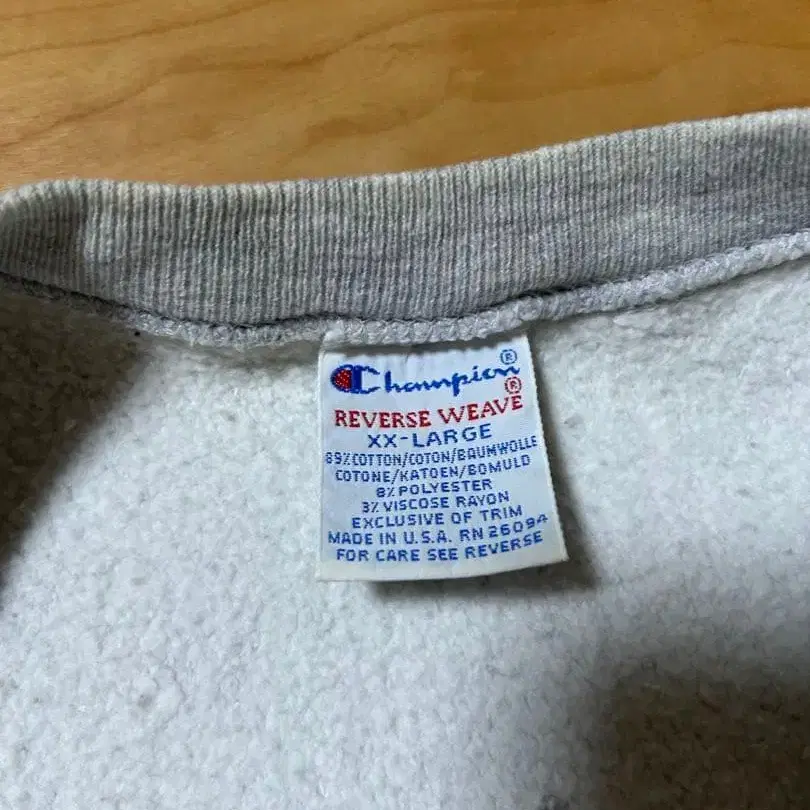 Champion®
REVERSE WEAVE®
XX-LARGE
89% COTTON/COTON/BAUMWOLLE
COTONE/KATOEN/BOMULD
8% POLYESTER
3% VISCOSE RAYON
EXCLUSIVE OF TRIM
MADE IN U.S.A. RN 26094
FOR CARE SEE REVERSE